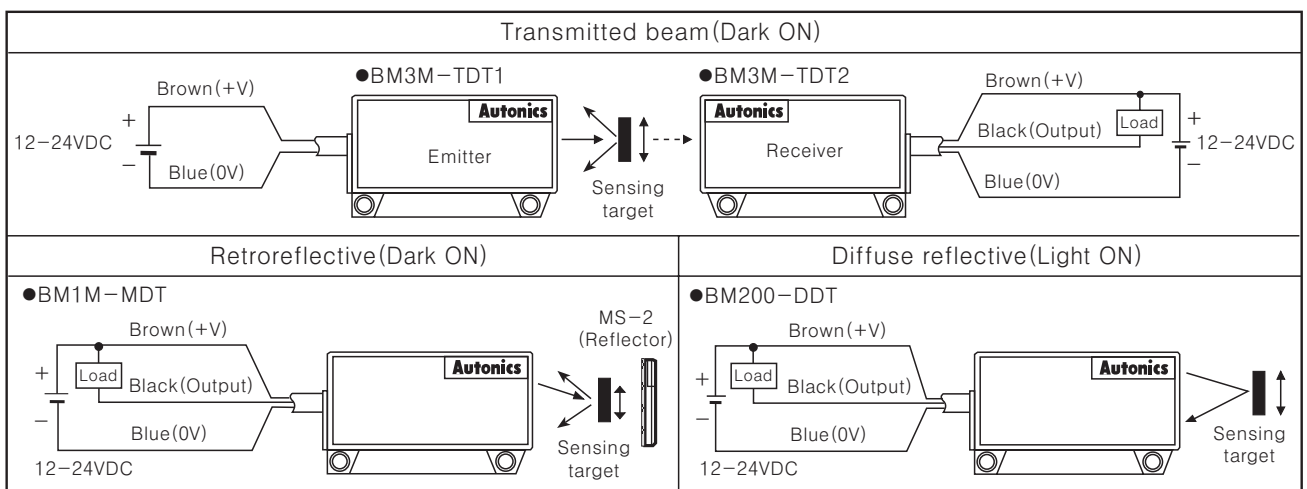 Transmitted beam(Dark ON)
●BM3M-TDT1
●BM3M-TDT2
Brown(+V)
+
12-24VDC
−
Blue(0V)
Autonics
Emitter
Sensing
target
Autonics
Receiver
Brown(+V)
Black(Output)
Load
+
12-24VDC
−
Blue(0V)
Retroreflective(Dark ON)
●BM1M-MDT
Brown(+V)
+
Load
Black(Output)
−
Blue(0V)
12-24VDC
Autonics
MS-2
(Reflector)
Sensing
target
Diffuse reflective(Light ON)
●BM200-DDT
Brown(+V)
+
Load
Black(Output)
−
Blue(0V)
12-24VDC
Autonics
Sensing
target